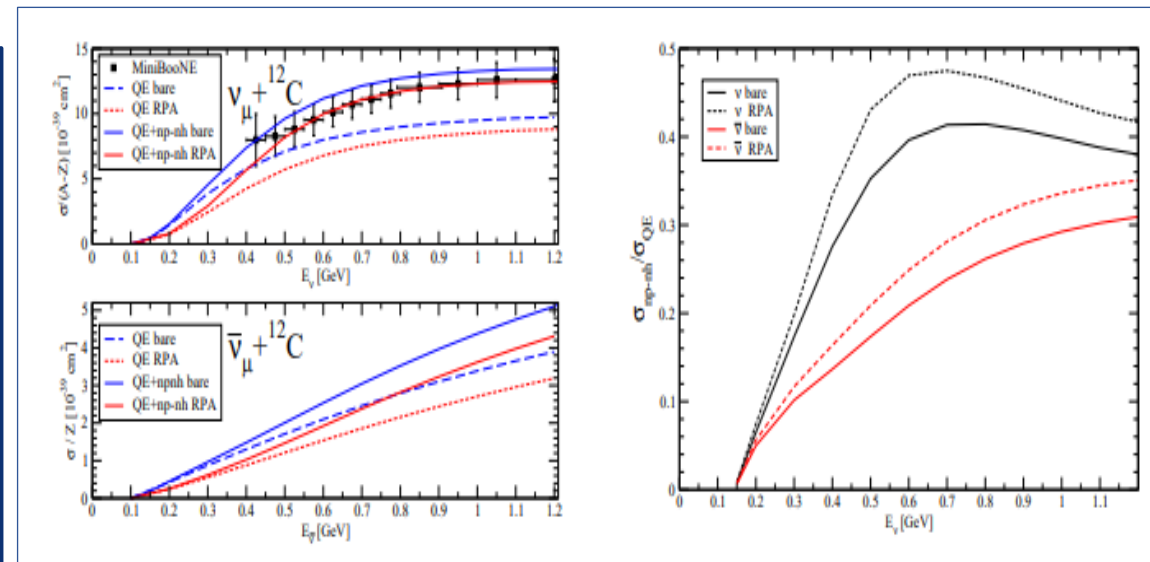 15
10
5
0
σ/(A-Z) [10⁻³⁹ cm²]
MiniBooNE
QE bare
QE RPA
QE+np-nh bare
QE+np-nh RPA
ν_μ + ¹²C
0 0.1 0.2 0.3 0.4 0.5 0.6 0.7 0.8 0.9 1 1.1 1.2
E_ν [GeV]
5
4
3
2
1
0
σ / Z [10⁻³⁹ cm²]
QE bare
QE RPA
QE+npnh bare
QE+np-nh RPA
ν̅_μ + ¹²C
0 0.1 0.2 0.3 0.4 0.5 0.6 0.7 0.8 0.9 1 1.1 1.2
E_ν̅ [GeV]
0.5
0.4
0.3
0.2
0.1
0
σ_np-nh/σ_QE
ν bare
ν RPA
ν̅ bare
ν̅ RPA
0 0.1 0.2 0.3 0.4 0.5 0.6 0.7 0.8 0.9 1 1.1
E_ν [GeV]